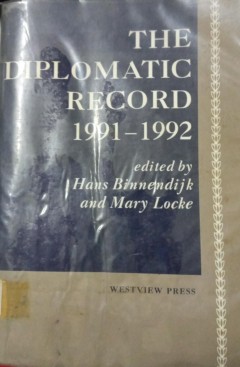 THE
DIPLOMATIC
RECORD
1991–1992
edited by
Hans Binnendijk
and Mary Locke
WESTVIEW PRESS